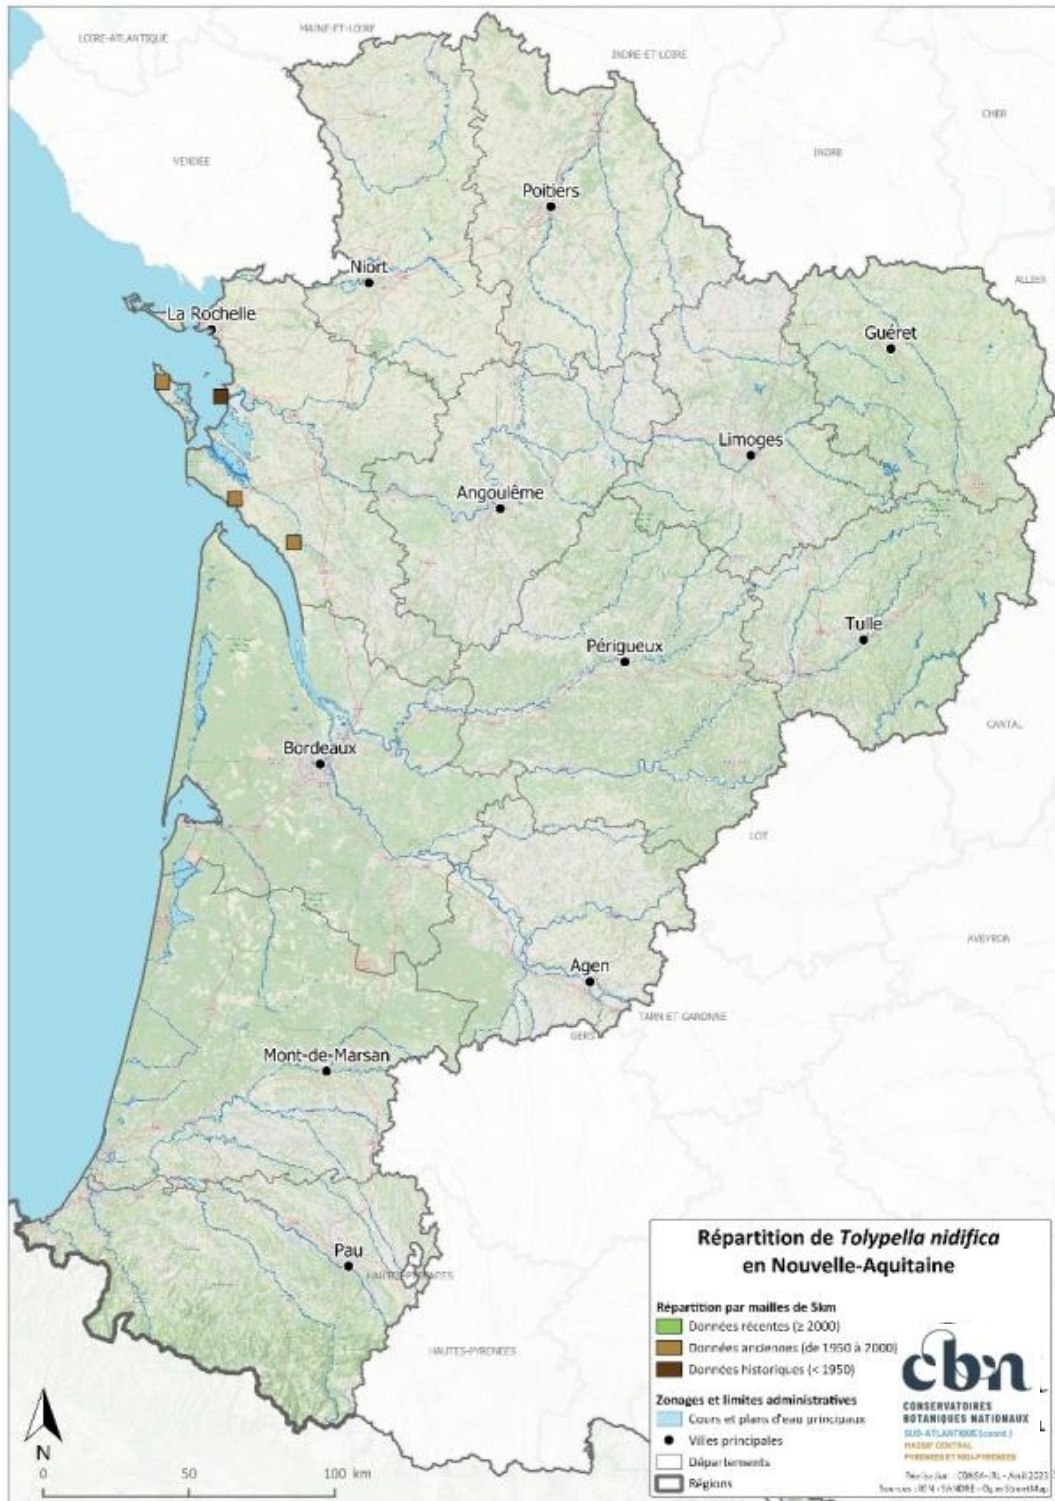 LOIRE-ATLANTIQUE
MAINE-ET-LOIRE
INDRE-ET-LOIRE
CHER
VENDÉE
INDRE
Poitiers
Niort
ALLIER
La Rochelle
Guéret
Limoges
Angoulême
Tulle
Périgueux
CANTAL
Bordeaux
LOT
AVEYRON
Agen
TARN-ET-GARONNE
GERS
Mont-de-Marsan
Pau
HAUTES-PYRENEES
HAUTES-PYRENEES
Répartition de Tolypella nidifica
en Nouvelle-Aquitaine
Répartition par mailles de 5km
Données récentes (≥ 2000)
Données anciennes (de 1950 à 2000)
Données historiques (< 1950)
Zonages et limites administratives
Cours et plans d'eau principaux
Villes principales
Départements
Régions
cbn
CONSERVATOIRES
BOTANIQUES NATIONAUX
SUD-ATLANTIQUE (coord.)
MASSIF CENTRAL
PYRENEES ET MIDI-PYRENEES
N
0 50 100 km